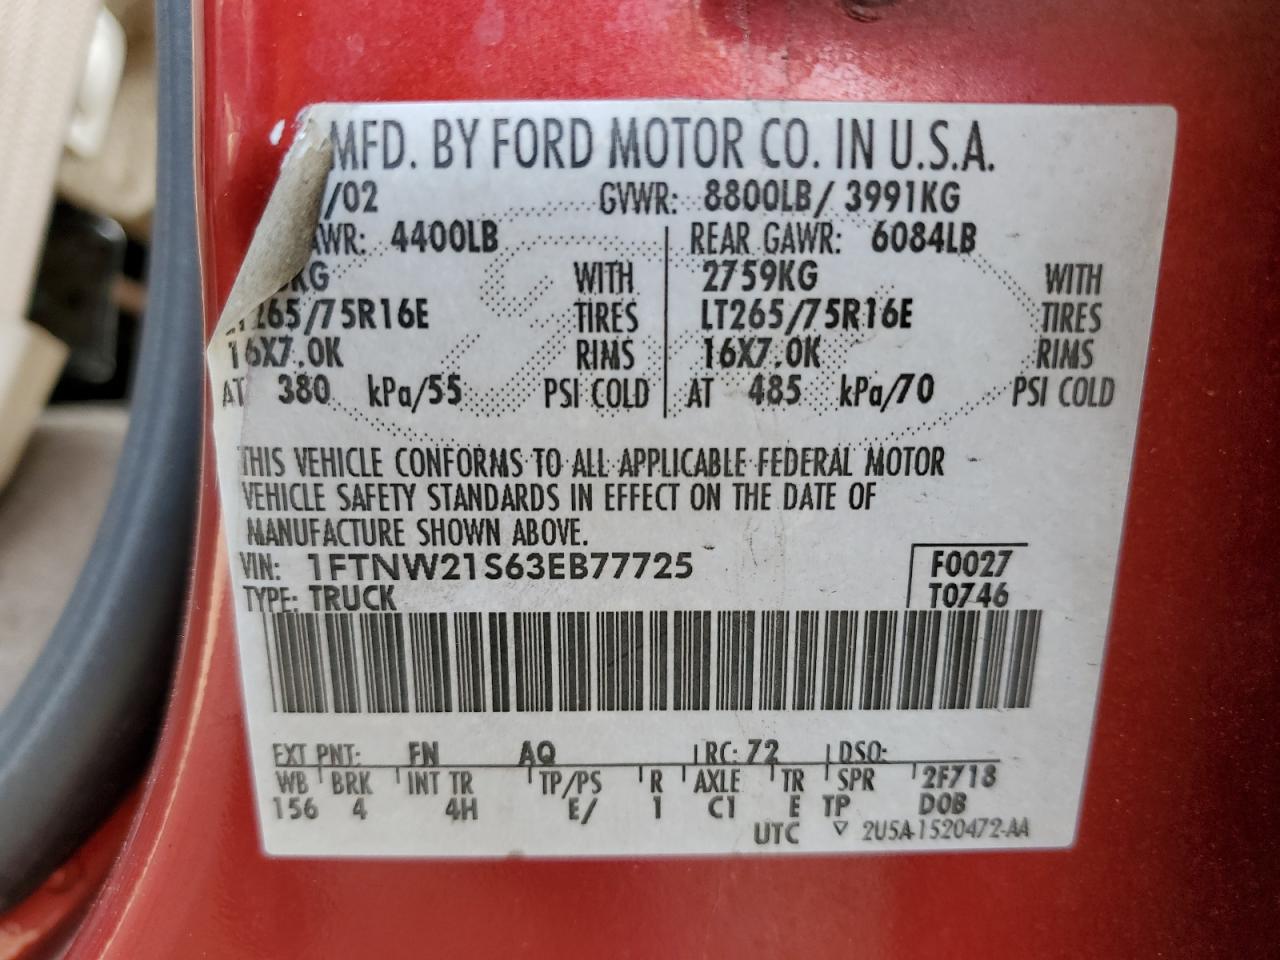 MFD. BY FORD MOTOR CO. IN U.S.A.
/02 GVWR: 8800LB/ 3991KG
AWR: 4400LB REAR GAWR: 6084LB
KG WITH 2759KG WITH
265/75R16E TIRES LT265/75R16E TIRES
16X7.0K RIMS 16X7.0K RIMS
AT 380 kPa/55 PSI COLD AT 485 kPa/70 PSI COLD
THIS VEHICLE CONFORMS TO ALL APPLICABLE FEDERAL MOTOR
VEHICLE SAFETY STANDARDS IN EFFECT ON THE DATE OF
MANUFACTURE SHOWN ABOVE.
VIN: 1FTNW21S63EB77725 F0027
TYPE: TRUCK T0746
EXT PNT: FN AQ RC: 72 DSO:
WB BRK INT TR TP/PS R AXLE TR SPR 2F718
156 4 4H E/ 1 C1 E TP DOB
UTC ▽ 2U5A-1520472-AA